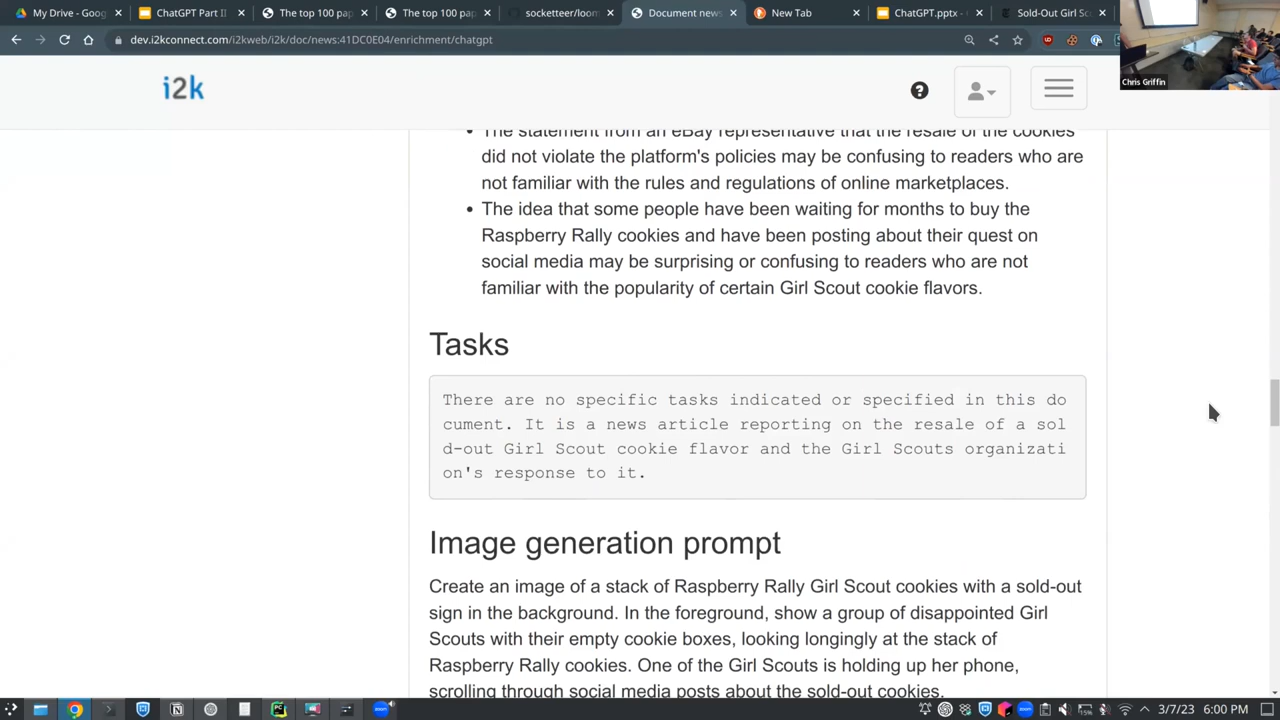 My Drive - Goog
ChatGPT Part II
The top 100 pap
The top 100 pap
socketteer/loom
Document news
New Tab
ChatGPT.pptx -
Sold-Out Girl Sc
dev.i2kconnect.com/i2kweb/i2k/doc/news:41DC0E04/enrichment/chatgpt
Chris Griffin
i2k
The statement from an eBay representative that the resale of the cookies
did not violate the platform's policies may be confusing to readers who are
not familiar with the rules and regulations of online marketplaces.
The idea that some people have been waiting for months to buy the
Raspberry Rally cookies and have been posting about their quest on
social media may be surprising or confusing to readers who are not
familiar with the popularity of certain Girl Scout cookie flavors.
Tasks
There are no specific tasks indicated or specified in this do
cument. It is a news article reporting on the resale of a sol
d-out Girl Scout cookie flavor and the Girl Scouts organizati
on's response to it.
Image generation prompt
Create an image of a stack of Raspberry Rally Girl Scout cookies with a sold-out
sign in the background. In the foreground, show a group of disappointed Girl
Scouts with their empty cookie boxes, looking longingly at the stack of
Raspberry Rally cookies. One of the Girl Scouts is holding up her phone,
scrolling through social media posts about the sold-out cookies.
15%
3/7/23 6:00 PM